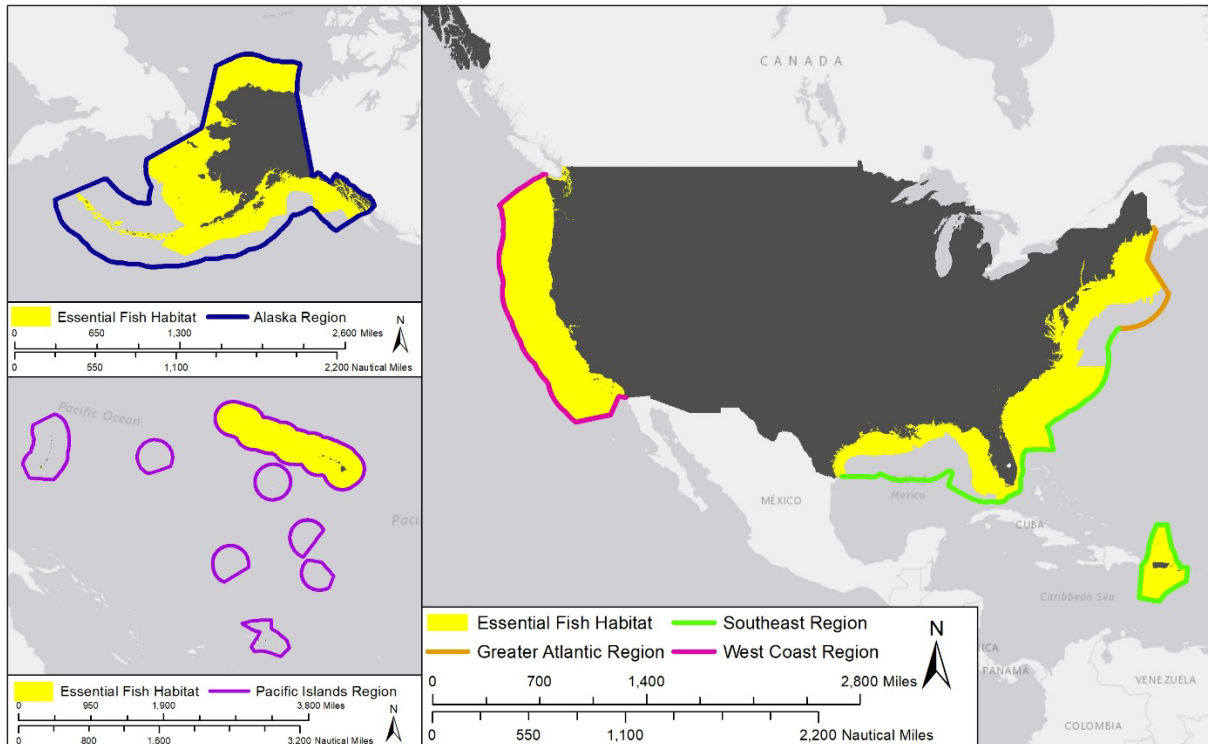 Essential Fish Habitat Alaska Region
0 650 1,300 2,600 Miles
0 550 1,100 2,200 Nautical Miles
N
Pacific Ocean
Essential Fish Habitat Pacific Islands Region
0 950 1,900 3,800 Miles
0 800 1,600 3,200 Nautical Miles
N
CANADA
MÉXICO
Mexico
CUBA
Caribbean Sea
PANAMÁ
VENEZUELA
COLOMBIA
Essential Fish Habitat Southeast Region
Greater Atlantic Region West Coast Region
N
0 700 1,400 2,800 Miles
0 550 1,100 2,200 Nautical Miles